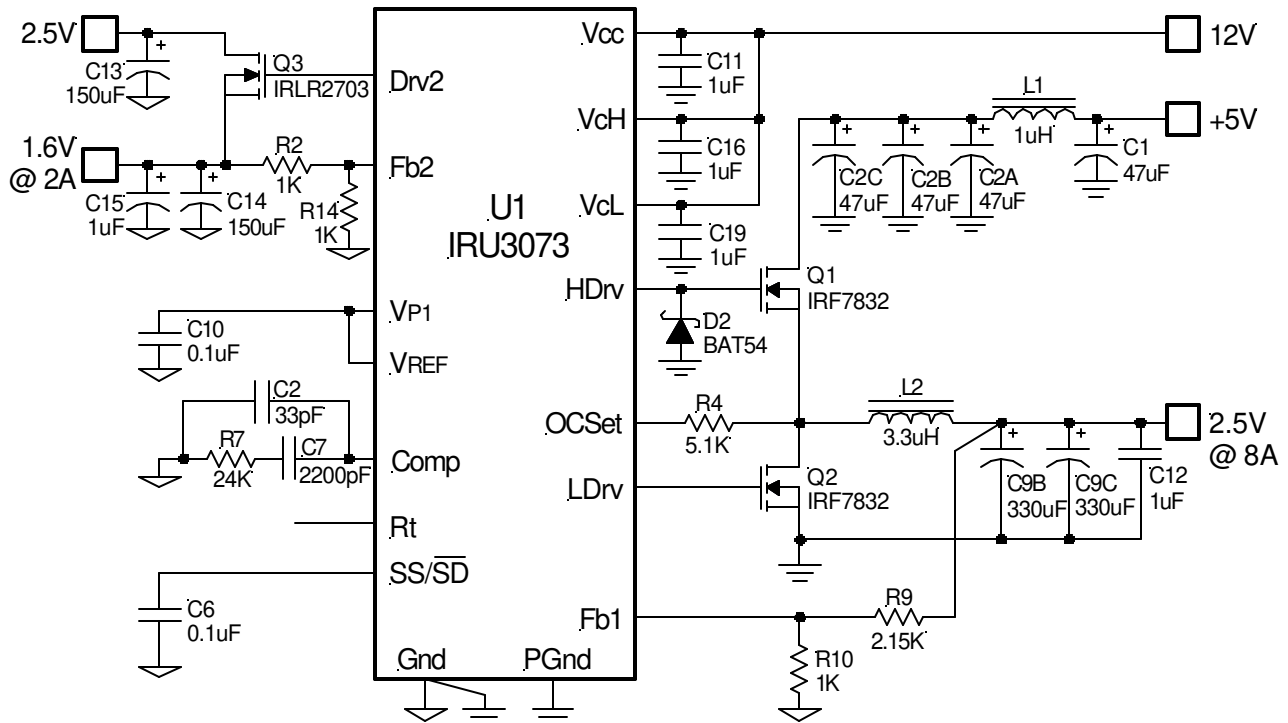 2.5V
C13
150uF
+
Q3
IRLR2703
1.6V
@ 2A
C15
1uF
+
C14
150uF
+
R2
1K
R14
1K
C10
0.1uF
C2
33pF
R7
24K
C7
2200pF
C6
0.1uF
Drv2
Fb2
VP1
VREF
Comp
Rt
SS/SD
Gnd
PGnd
U1
IRU3073
Vcc
VcH
VcL
HDrv
OCSet
LDrv
Fb1
C11
1uF
C16
1uF
C19
1uF
12V
L1
1uH
+5V
C2C
47uF
+
C2B
47uF
+
C2A
47uF
+
C1
47uF
+
Q1
IRF7832
D2
BAT54
R4
5.1K
L2
3.3uH
2.5V
@ 8A
Q2
IRF7832
C9B
330uF
+
C9C
330uF
+
C12
1uF
R9
2.15K
R10
1K